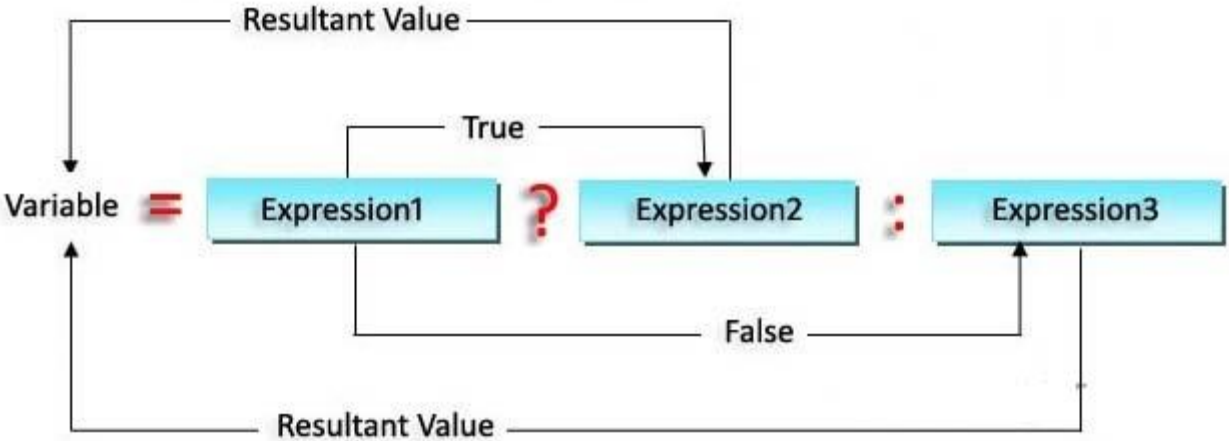 Resultant Value
True
Variable = Expression1 ? Expression2 : Expression3
False
Resultant Value